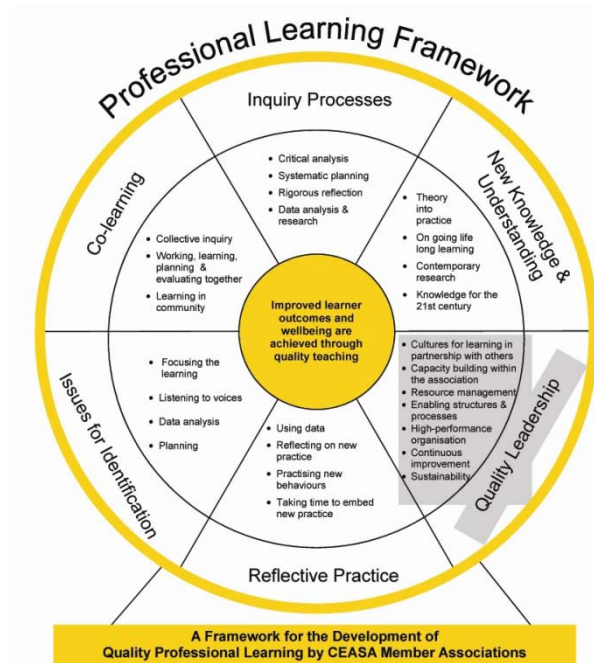 Professional Learning Framework
Inquiry Processes
• Critical analysis
• Systematic planning
• Rigorous reflection
• Data analysis &
research
New Knowledge &
Understanding
• Theory
into
practice
• On going life
long learning
• Contemporary
research
• Knowledge for the
21st century
Co-learning
• Collective inquiry
• Working, learning,
planning &
evaluating together
• Learning in
community
Improved learner
outcomes and
wellbeing are
achieved through
quality teaching
Quality Leadership
• Cultures for learning in
partnership with others
• Capacity building within
the association
• Resource management
• Enabling structures &
processes
• High-performance
organisation
• Continuous
improvement
• Sustainability
Issues for Identification
• Focusing the
learning
• Listening to voices
• Data analysis
• Planning
• Using data
• Reflecting on new
practice
• Practising new
behaviours
• Taking time to embed
new practice
Reflective Practice
A Framework for the Development of
Quality Professional Learning by CEASA Member Associations